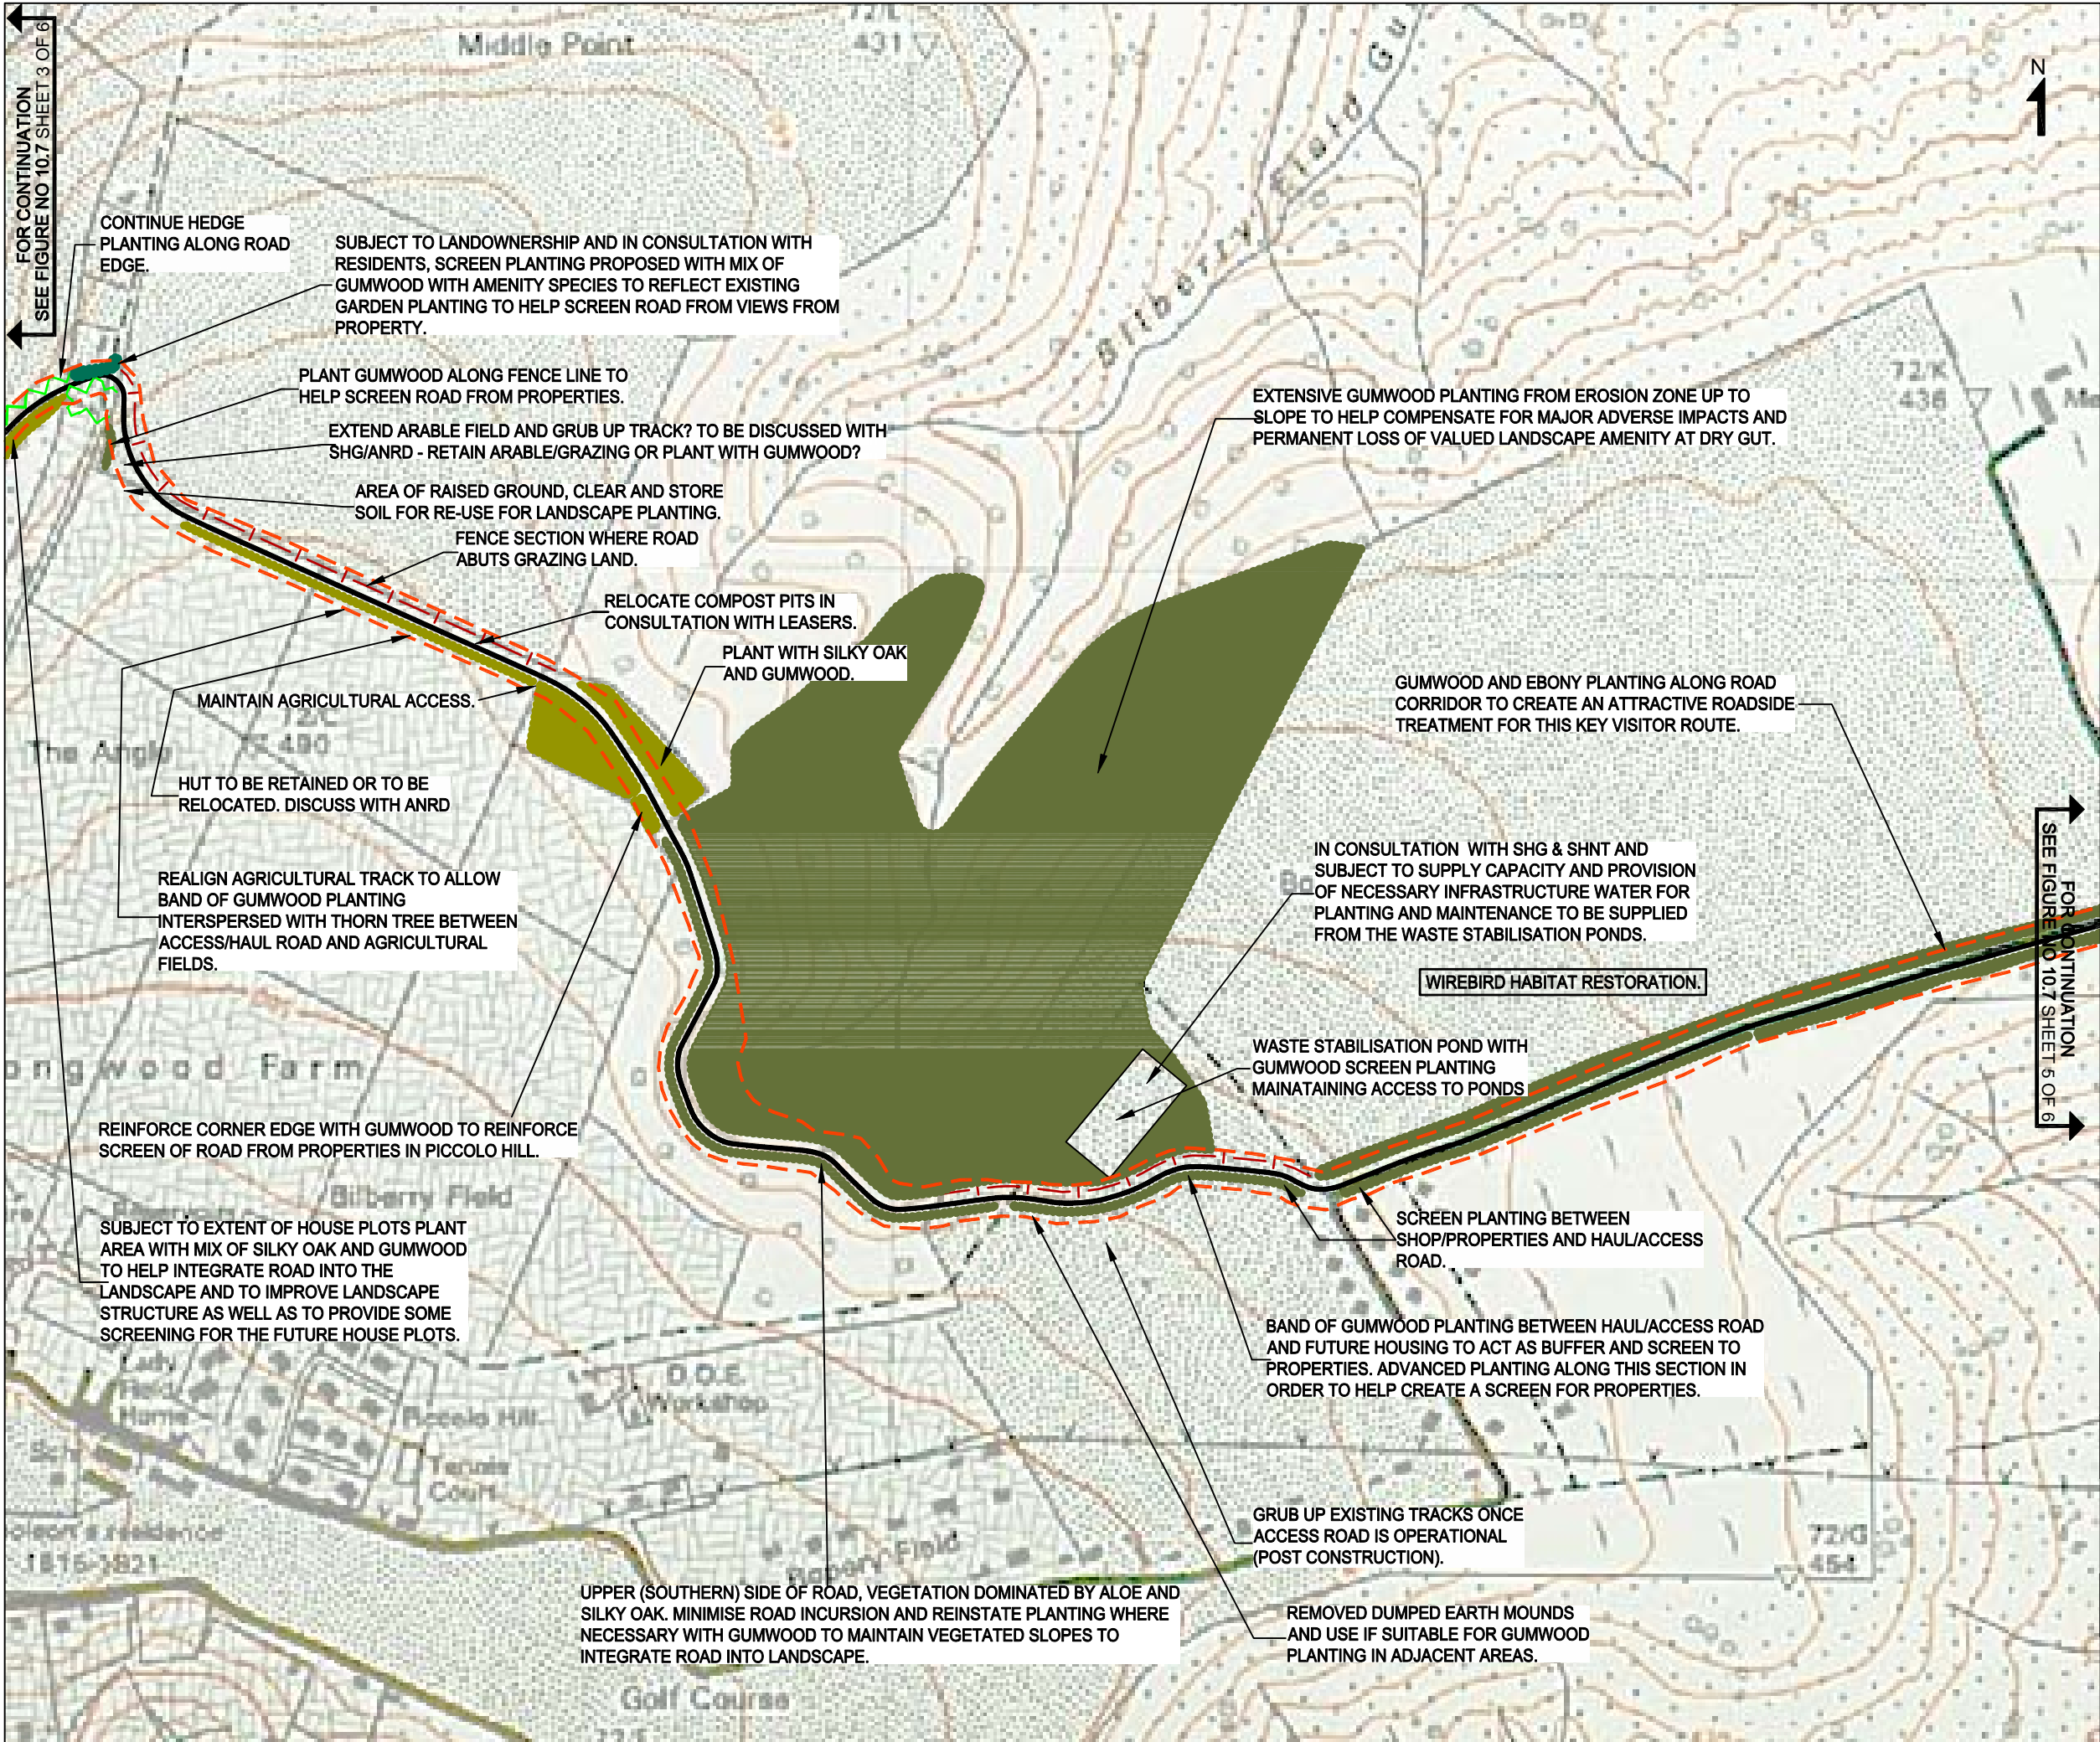 Middle Point
431
N
FOR CONTINUATION
SEE FIGURE NO 10.7 SHEET 3 OF 6
CONTINUE HEDGE
PLANTING ALONG ROAD
EDGE.
SUBJECT TO LANDOWNERSHIP AND IN CONSULTATION WITH
RESIDENTS, SCREEN PLANTING PROPOSED WITH MIX OF
GUMWOOD WITH AMENITY SPECIES TO REFLECT EXISTING
GARDEN PLANTING TO HELP SCREEN ROAD FROM VIEWS FROM
PROPERTY.
Bilberry Field Gu
PLANT GUMWOOD ALONG FENCE LINE TO
HELP SCREEN ROAD FROM PROPERTIES.
EXTEND ARABLE FIELD AND GRUB UP TRACK? TO BE DISCUSSED WITH
SHG/ANRD - RETAIN ARABLE/GRAZING OR PLANT WITH GUMWOOD?
EXTENSIVE GUMWOOD PLANTING FROM EROSION ZONE UP TO
SLOPE TO HELP COMPENSATE FOR MAJOR ADVERSE IMPACTS AND
PERMANENT LOSS OF VALUED LANDSCAPE AMENITY AT DRY GUT.
72/K
436
AREA OF RAISED GROUND, CLEAR AND STORE
SOIL FOR RE-USE FOR LANDSCAPE PLANTING.
FENCE SECTION WHERE ROAD
ABUTS GRAZING LAND.
RELOCATE COMPOST PITS IN
CONSULTATION WITH LEASERS.
PLANT WITH SILKY OAK
AND GUMWOOD.
MAINTAIN AGRICULTURAL ACCESS.
The Angle
490
GUMWOOD AND EBONY PLANTING ALONG ROAD
CORRIDOR TO CREATE AN ATTRACTIVE ROADSIDE
TREATMENT FOR THIS KEY VISITOR ROUTE.
HUT TO BE RETAINED OR TO BE
RELOCATED. DISCUSS WITH ANRD
REALIGN AGRICULTURAL TRACK TO ALLOW
BAND OF GUMWOOD PLANTING
INTERSPERSED WITH THORN TREE BETWEEN
ACCESS/HAUL ROAD AND AGRICULTURAL
FIELDS.
IN CONSULTATION WITH SHG & SHNT AND
SUBJECT TO SUPPLY CAPACITY AND PROVISION
OF NECESSARY INFRASTRUCTURE WATER FOR
PLANTING AND MAINTENANCE TO BE SUPPLIED
FROM THE WASTE STABILISATION PONDS.
WIREBIRD HABITAT RESTORATION.
FOR CONTINUATION
SEE FIGURE NO 10.7 SHEET 5 OF 6
ongwood Farm
WASTE STABILISATION POND WITH
GUMWOOD SCREEN PLANTING
MAINATAINING ACCESS TO PONDS
REINFORCE CORNER EDGE WITH GUMWOOD TO REINFORCE
SCREEN OF ROAD FROM PROPERTIES IN PICCOLO HILL.
Bilberry Field
SUBJECT TO EXTENT OF HOUSE PLOTS PLANT
AREA WITH MIX OF SILKY OAK AND GUMWOOD
TO HELP INTEGRATE ROAD INTO THE
LANDSCAPE AND TO IMPROVE LANDSCAPE
STRUCTURE AS WELL AS TO PROVIDE SOME
SCREENING FOR THE FUTURE HOUSE PLOTS.
SCREEN PLANTING BETWEEN
SHOP/PROPERTIES AND HAUL/ACCESS
ROAD.
BAND OF GUMWOOD PLANTING BETWEEN HAUL/ACCESS ROAD
AND FUTURE HOUSING TO ACT AS BUFFER AND SCREEN TO
PROPERTIES. ADVANCED PLANTING ALONG THIS SECTION IN
ORDER TO HELP CREATE A SCREEN FOR PROPERTIES.
Workshop
Piccolo Hill
Tennis
Court
residence
GRUB UP EXISTING TRACKS ONCE
ACCESS ROAD IS OPERATIONAL
(POST CONSTRUCTION).
72/G
454
UPPER (SOUTHERN) SIDE OF ROAD, VEGETATION DOMINATED BY ALOE AND
SILKY OAK. MINIMISE ROAD INCURSION AND REINSTATE PLANTING WHERE
NECESSARY WITH GUMWOOD TO MAINTAIN VEGETATED SLOPES TO
INTEGRATE ROAD INTO LANDSCAPE.
REMOVED DUMPED EARTH MOUNDS
AND USE IF SUITABLE FOR GUMWOOD
PLANTING IN ADJACENT AREAS.
Golf Course